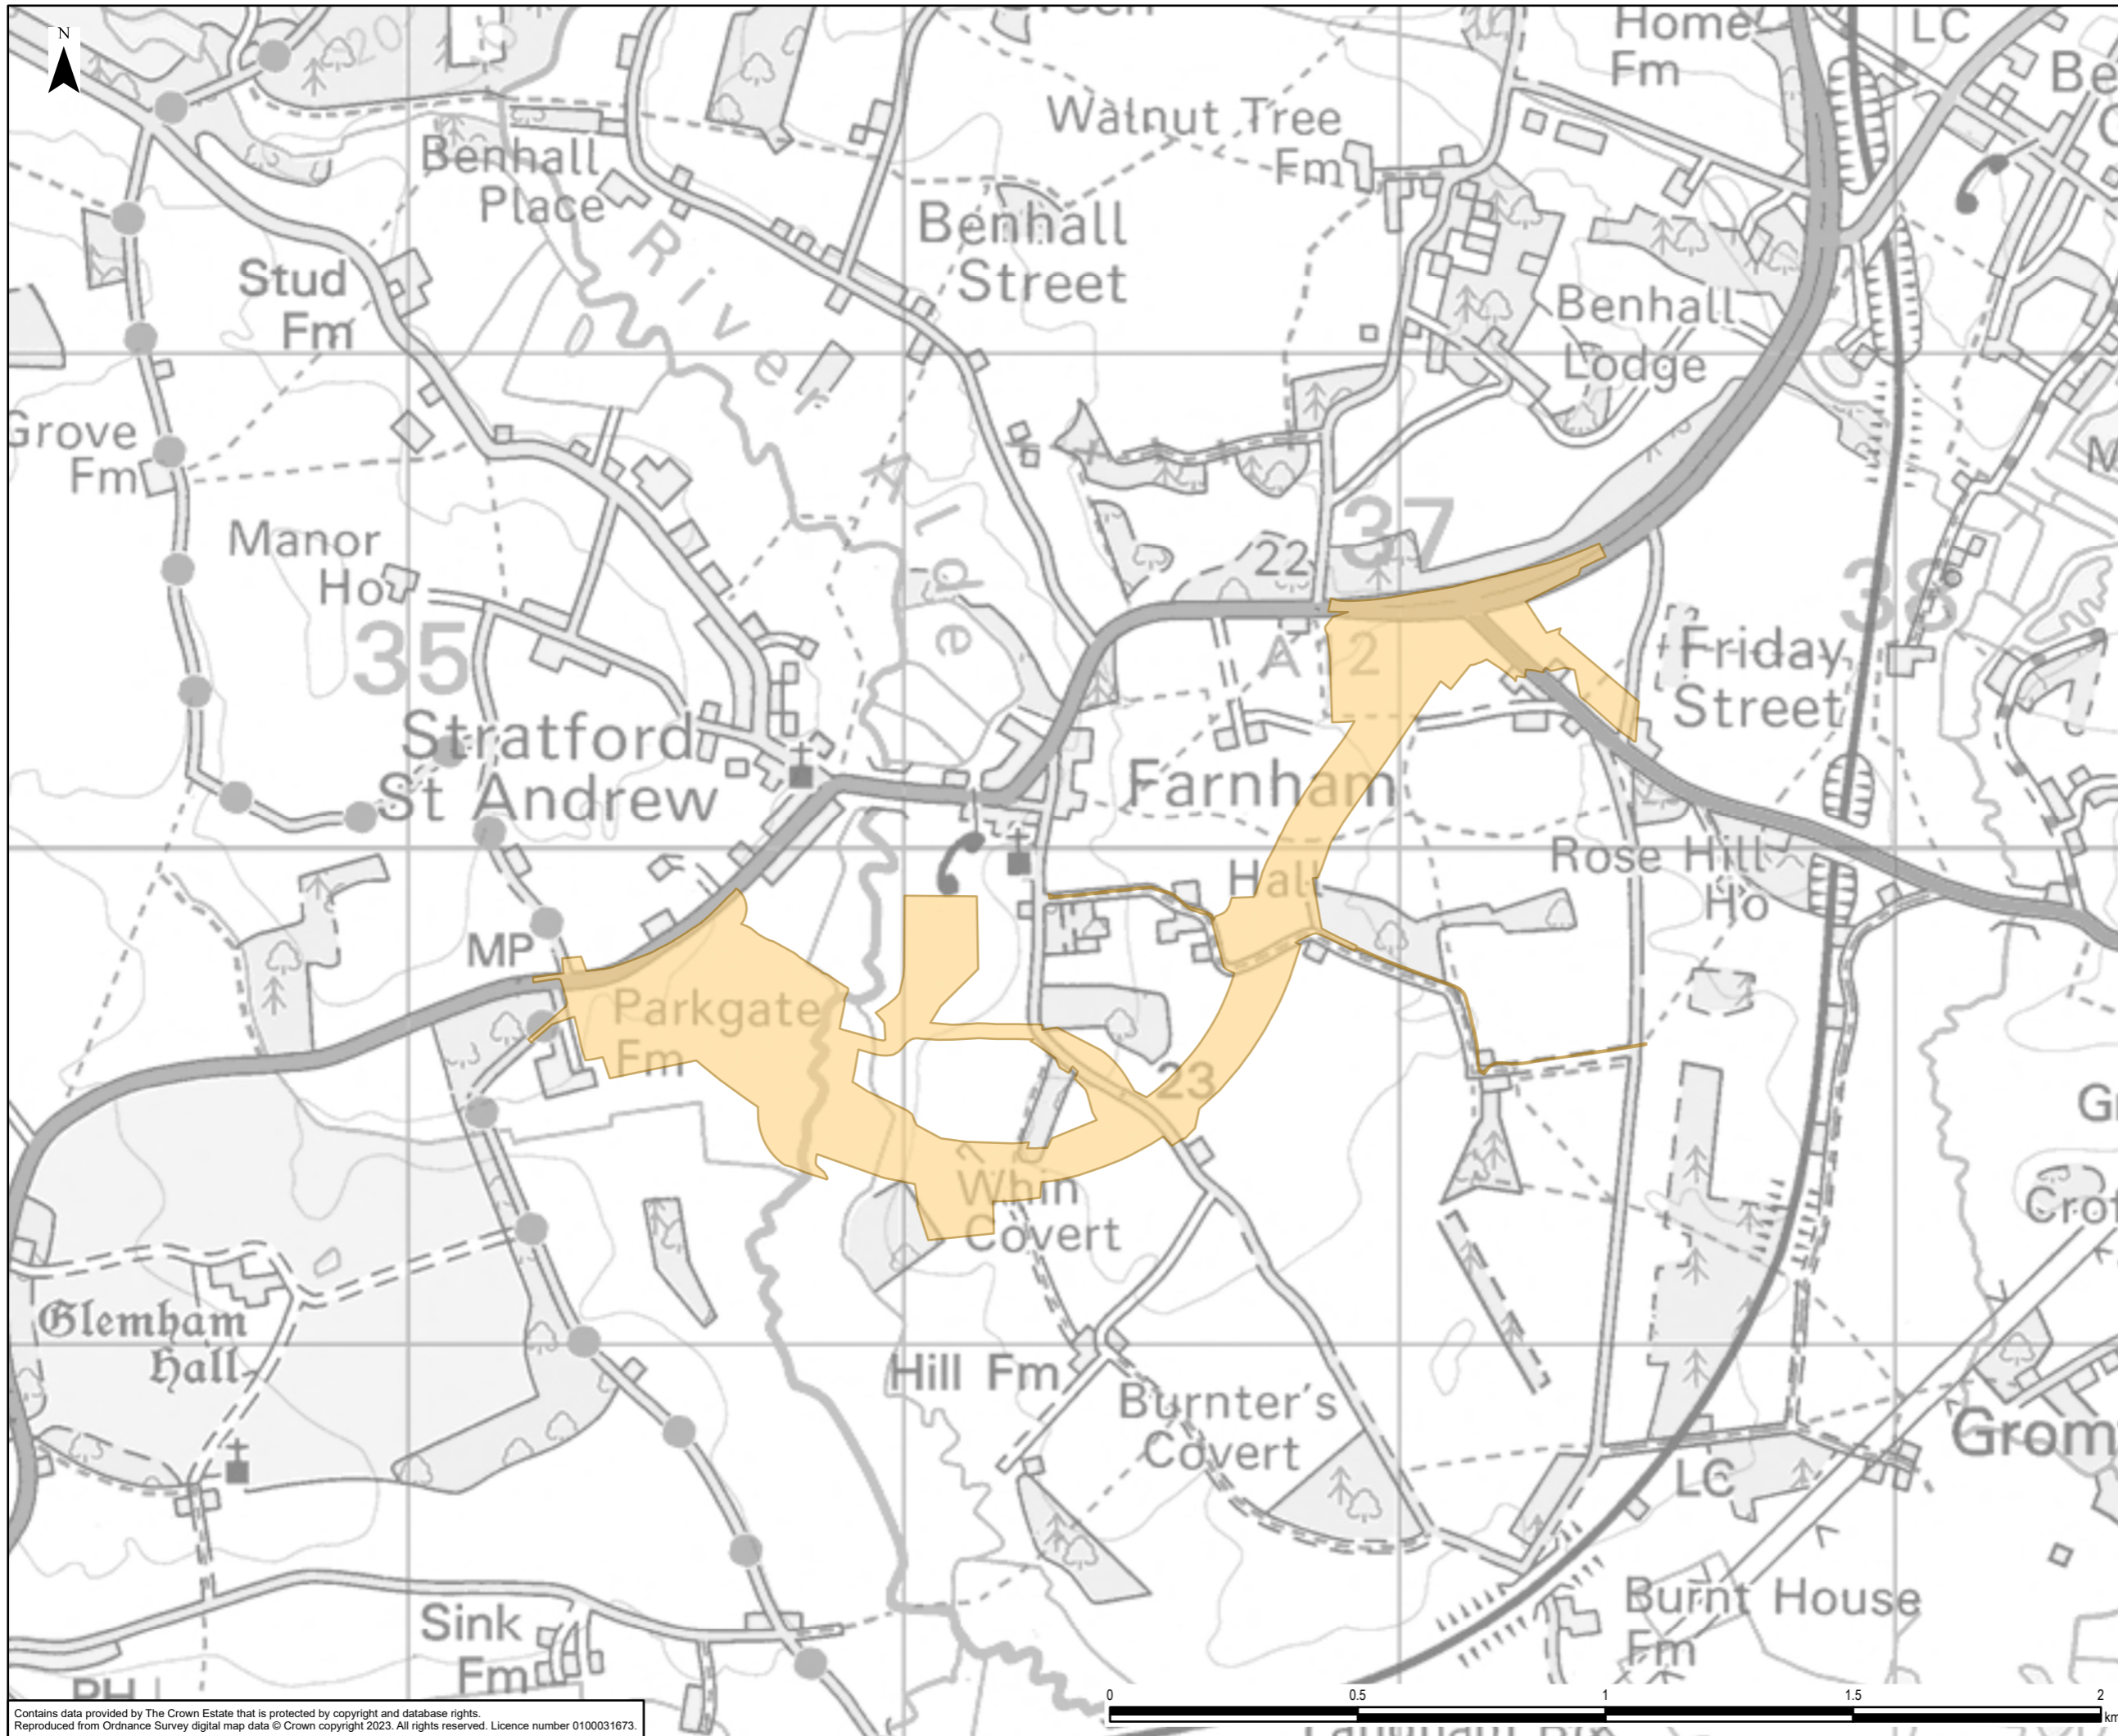 N
20
Home
Fm
LC
Walnut Tree
Fm
Benhall
Place
River
Benhall
Street
Stud
Fm
Benhall
Lodge
Grove
Fm
Alde
37
22
Manor
Ho
35
38
A 12
Friday
Street
Stratford
St Andrew
Farnham
Hall
Rose Hill
Ho
MP
Parkgate
Fm
23
Whin
Covert
Glemham
Hall
Hill Fm
Burnter's
Covert
Grom
LC
Sink
Fm
Burnt House
Fm
PH
0
0.5
1
1.5
2
km
Contains data provided by The Crown Estate that is protected by copyright and database rights.
Reproduced from Ordnance Survey digital map data © Crown copyright 2023. All rights reserved. Licence number 0100031673.